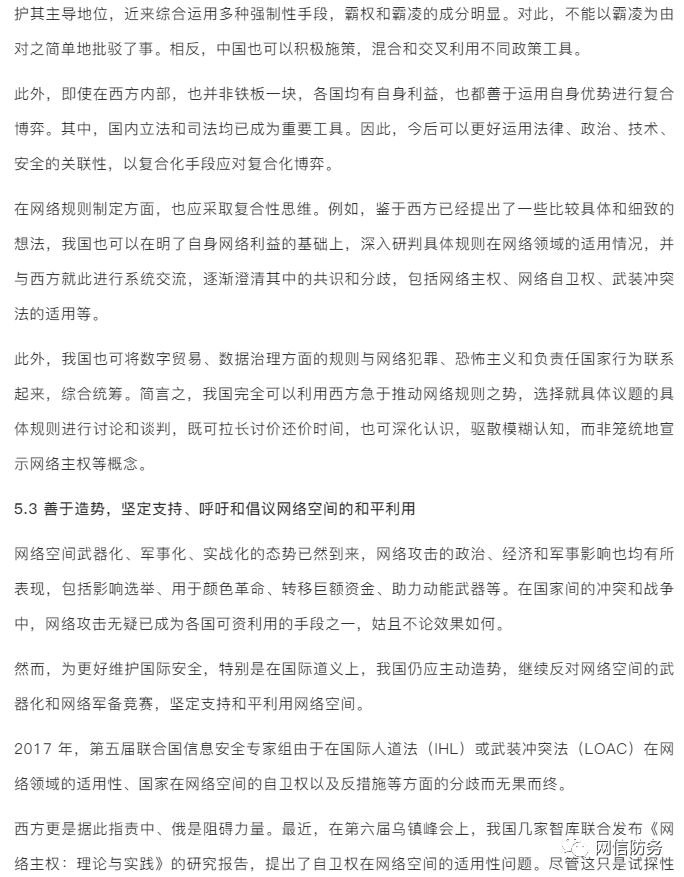 护其主导地位，近来综合运用多种强制性手段，霸权和霸凌的成分明显。对此，不能以霸凌为由
对之简单地批驳了事。相反，中国也可以积极施策，混合和交叉利用不同政策工具。
此外，即使在西方内部，也并非铁板一块，各国均有自身利益，也都善于运用自身优势进行复合
博弈。其中，国内立法和司法均已成为重要工具。因此，今后可以更好运用法律、政治、技术、
安全的关联性，以复合化手段应对复合化博弈。
在网络规则制定方面，也应采取复合性思维。例如，鉴于西方已经提出了一些比较具体和细致的
想法，我国也可以在明了自身网络利益的基础上，深入研判具体规则在网络领域的适用情况，并
与西方就此进行系统交流，逐渐澄清其中的共识和分歧，包括网络主权、网络自卫权、武装冲突
法的适用等。
此外，我国也可将数字贸易、数据治理方面的规则与网络犯罪、恐怖主义和负责任国家行为联系
起来，综合统筹。简言之，我国完全可以利用西方急于推动网络规则之势，选择就具体议题的具
体规则进行讨论和谈判，既可拉长讨价还价时间，也可深化认识，驱散模糊认知，而非笼统地宣
示网络主权等概念。
5.3 善于造势，坚定支持、呼吁和倡议网络空间的和平利用
网络空间武器化、军事化、实战化的态势已然到来，网络攻击的政治、经济和军事影响也均有所
表现，包括影响选举、用于颜色革命、转移巨额资金、助力动能武器等。在国家间的冲突和战争
中，网络攻击无疑已成为各国可资利用的手段之一，姑且不论效果如何。
然而，为更好维护国际安全，特别是在国际道义上，我国仍应主动造势，继续反对网络空间的武
器化和网络军备竞赛，坚定支持和平利用网络空间。
2017 年，第五届联合国信息安全专家组由于在国际人道法（IHL）或武装冲突法（LOAC）在网
络领域的适用性、国家在网络空间的自卫权以及反措施等方面的分歧而无果而终。
西方更是据此指责中、俄是阻碍力量。最近，在第六届乌镇峰会上，我国几家智库联合发布《网
络主权：理论与实践》的研究报告，提出了自卫权在网络空间的适用性问题。尽管这只是试探性
网信防务